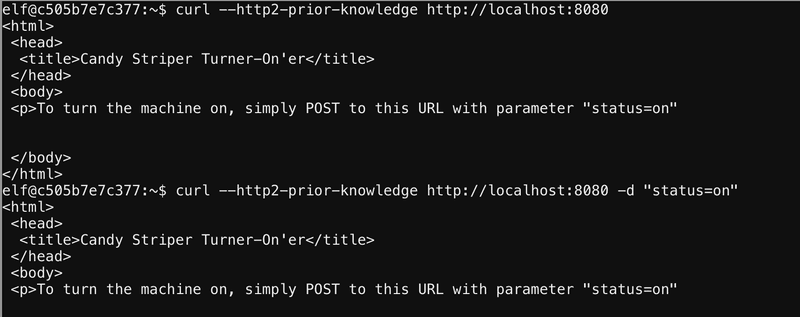 elf@c505b7e7c377:~$ curl --http2-prior-knowledge http://localhost:8080
<html>
 <head>
  <title>Candy Striper Turner-On'er</title>
 </head>
 <body>
 <p>To turn the machine on, simply POST to this URL with parameter "status=on"
 </body>
</html>
elf@c505b7e7c377:~$ curl --http2-prior-knowledge http://localhost:8080 -d "status=on"
<html>
 <head>
  <title>Candy Striper Turner-On'er</title>
 </head>
 <body>
 <p>To turn the machine on, simply POST to this URL with parameter "status=on"